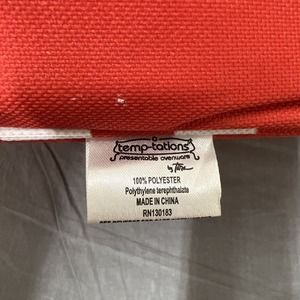 temp-tations
presentable ovenware
by Tara
100% POLYESTER
Polythylene terephthalate
MADE IN CHINA
RN130183